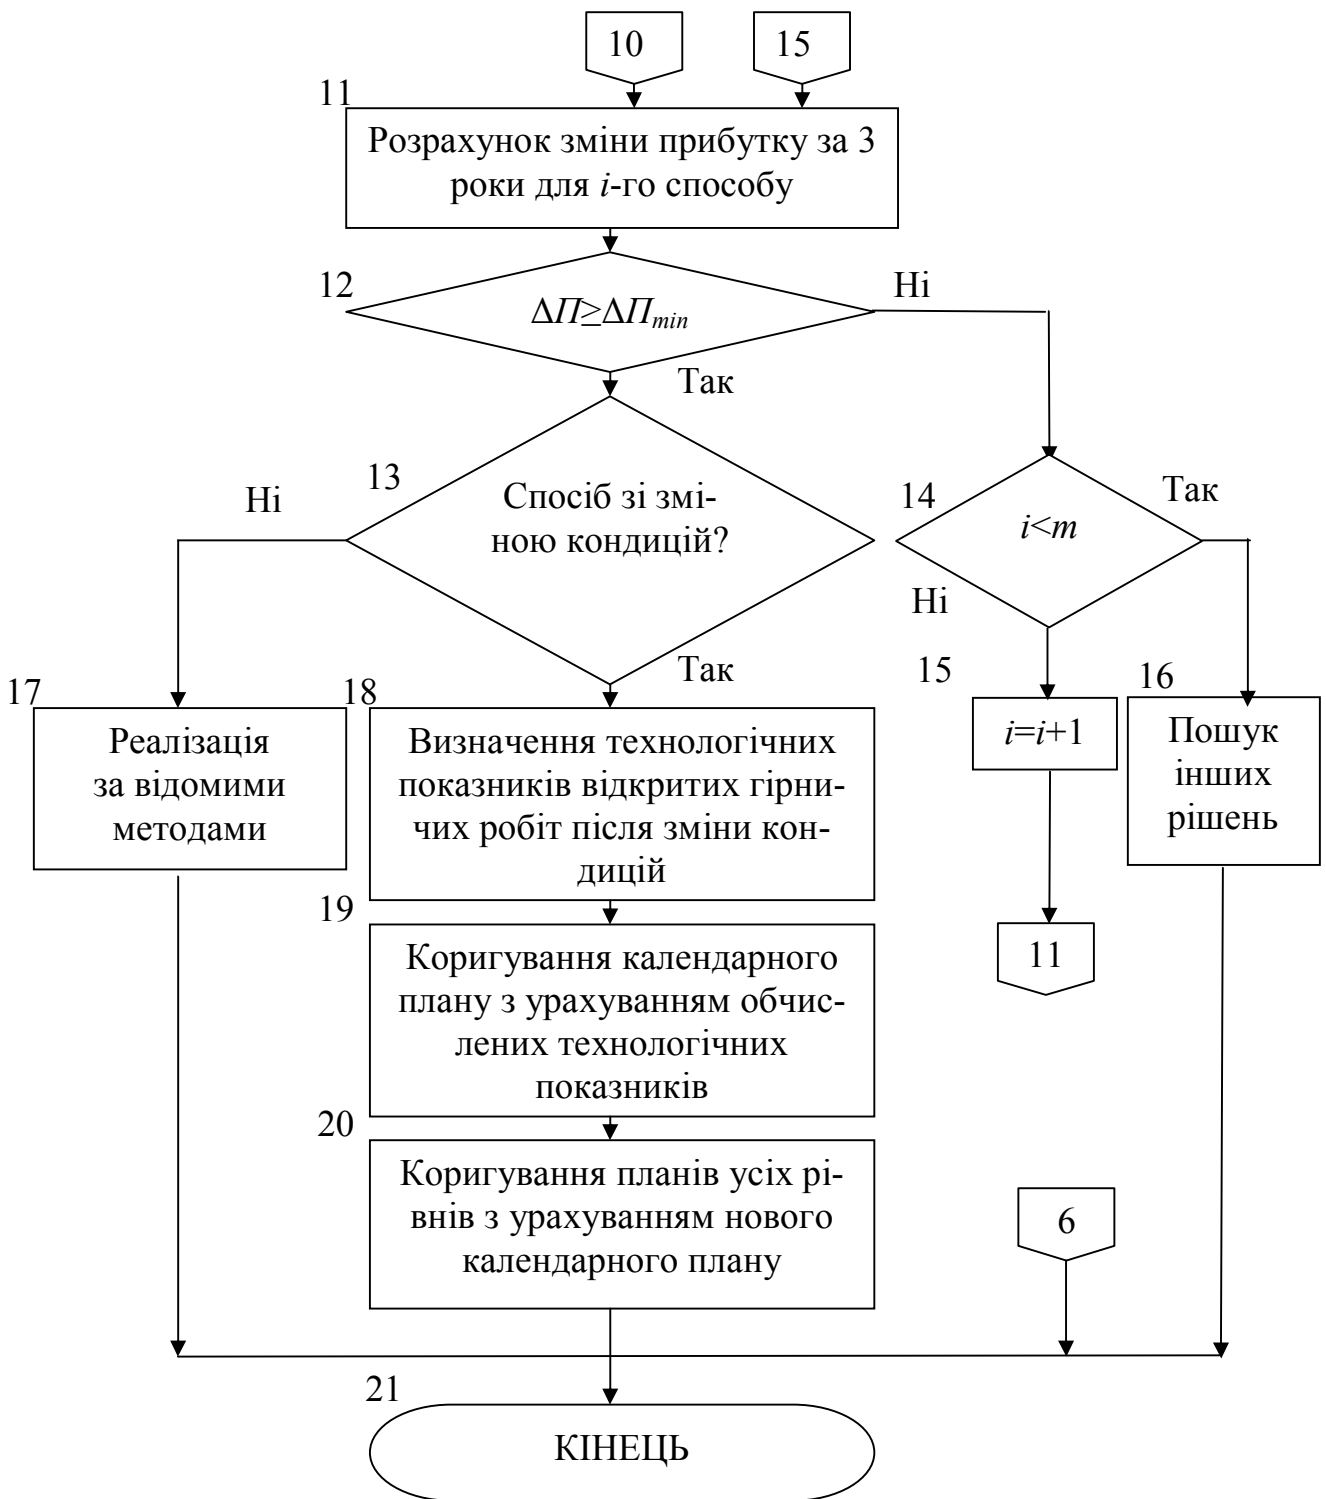 10
15
11
Розрахунок зміни прибутку за 3
роки для i-го способу
12
ΔП≥ΔПmin
Ні
Так
13
Спосіб зі змі-
ною кондицій?
Ні
Так
14
i<m
Так
Ні
15
i=i+1
16
Пошук
інших
рішень
17
Реалізація
за відомими
методами
18
Визначення технологічних
показників відкритих гірни-
чих робіт після зміни кон-
дицій
11
19
Коригування календарного
плану з урахуванням обчис-
лених технологічних
показників
20
Коригування планів усіх рі-
внів з урахуванням нового
календарного плану
6
21
КІНЕЦЬ